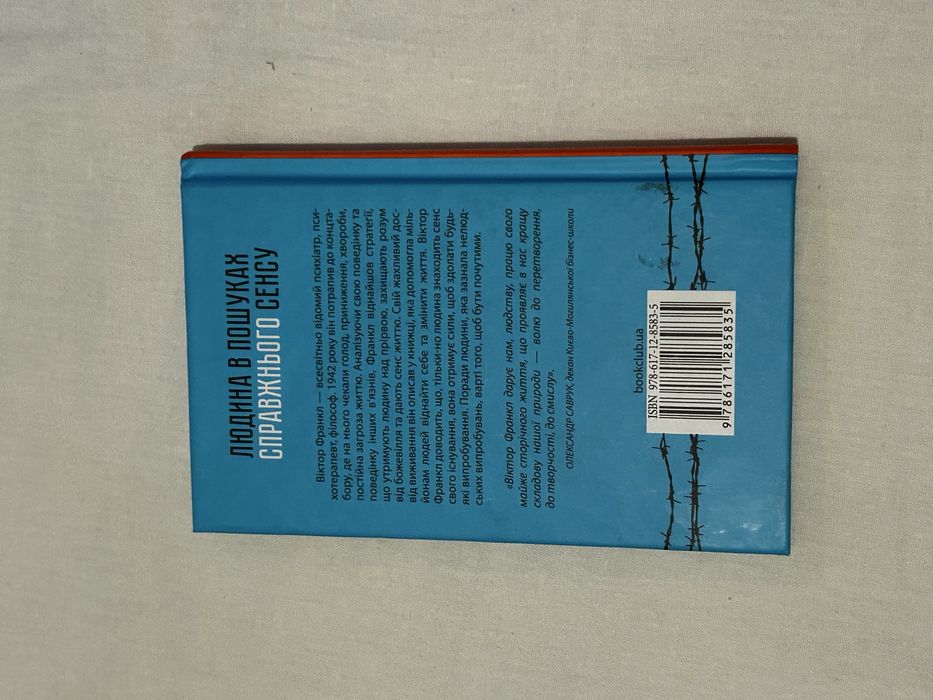 ЛЮДИНА В ПОШУКАХ
СПРАВЖНЬОГО СЕНСУ
Віктор Франкл — всесвітньо відомий психіатр, пси-
хотерапевт, філософ. 1942 року він потрапив до концта-
бору, де на нього чекали голод, приниження, хвороби,
постійна загроза життю. Аналізуючи свою поведінку та
поведінку інших в'язнів, Франкл віднайшов стратегії,
що утримують людину над прірвою, захищають розум
від божевілля та дають сенс життю. Свій жахливий дос-
від виживання він описав у книжці, яка допомогла міль-
йонам людей віднайти себе та змінити життя. Віктор
Франкл доводить, що, тільки-но людина знаходить сенс
свого існування, вона отримує сили, щоб здолати будь-
які випробування. Поради людини, яка зазнала нелюд-
ських випробувань, варті того, щоб бути почутими.
«Віктор Франкл дарує нам, людству, працю свого
майже сторічного життя, що проявляє в нас кращу
складову нашої природи — волю до перетворення,
до творчості, до смислу».
ОЛЕКСАНДР САВРУК, декан Києво-Могилянської бізнес-школи
bookclub.ua
ISBN 978-617-12-8583-5
9 786171 285835